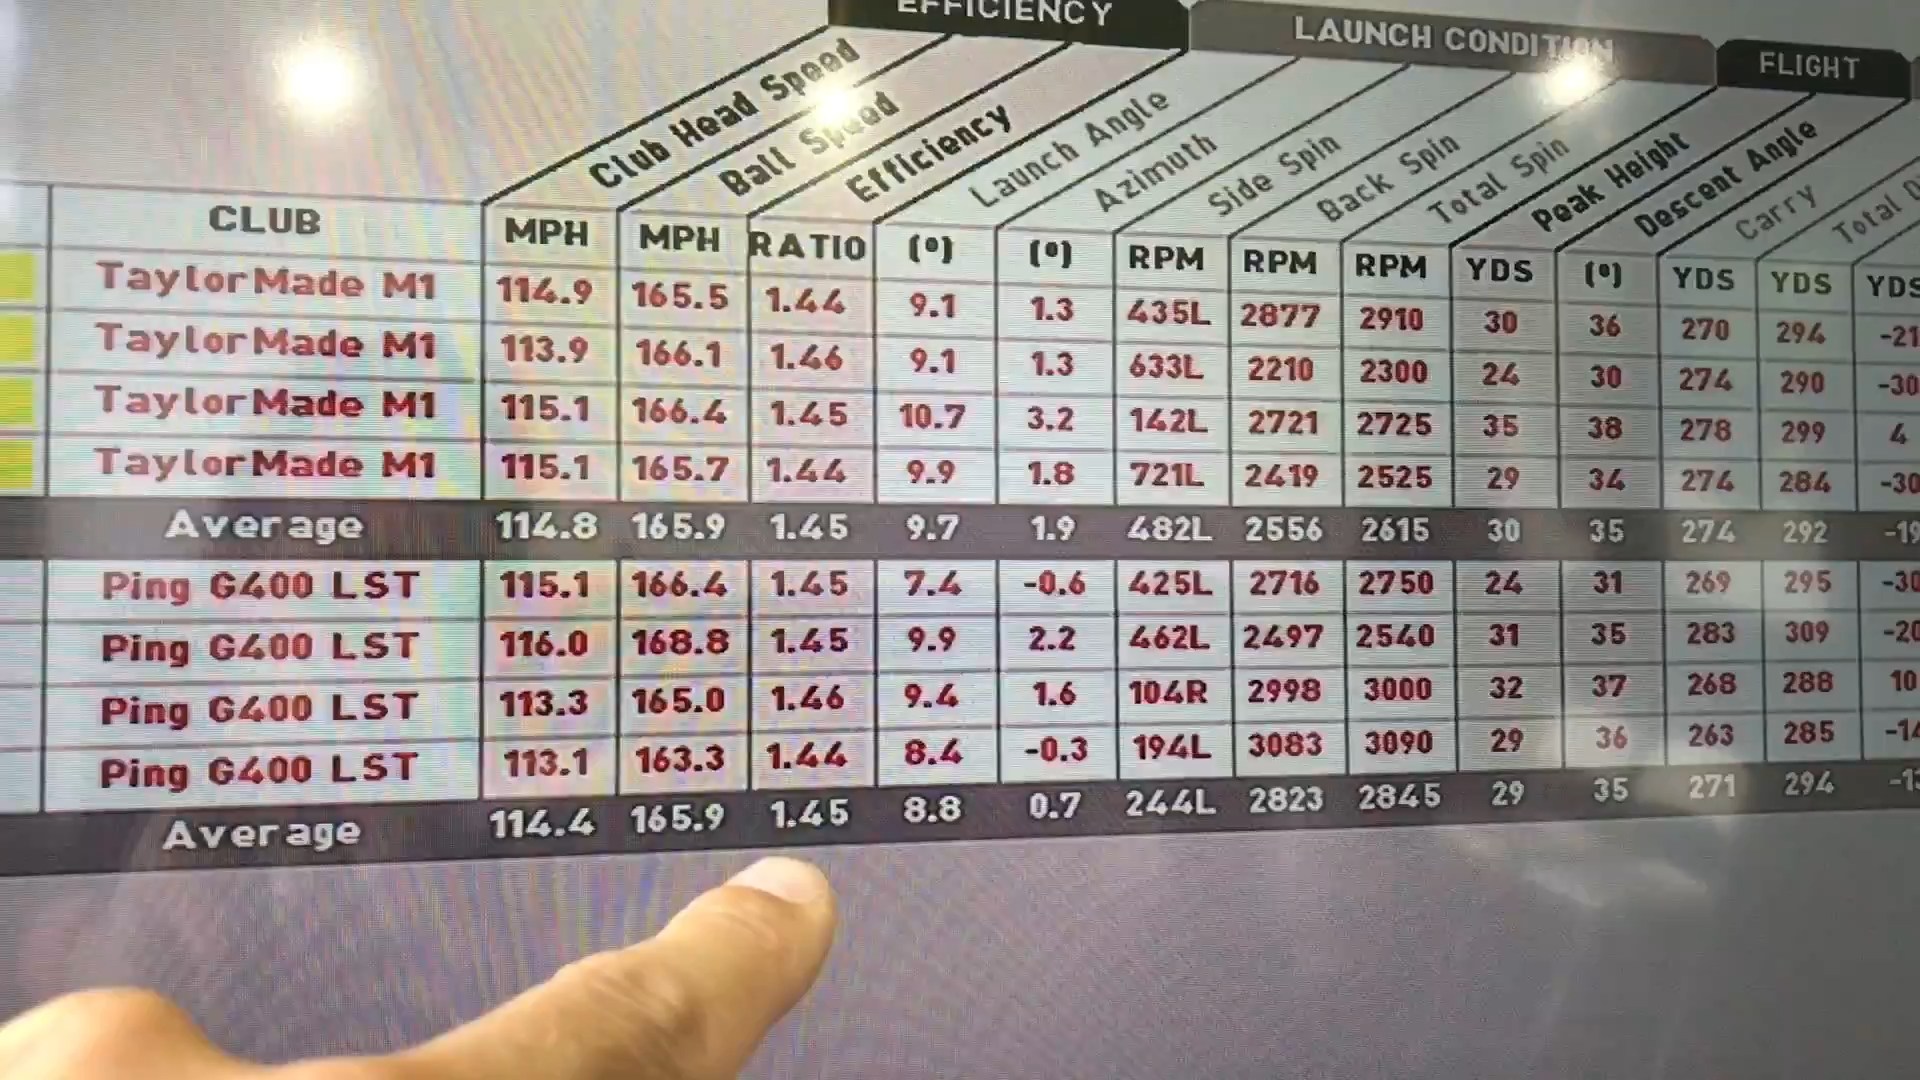 EFFICIENCY LAUNCH CONDITION FLIGHT
Club Head Speed Ball Speed Efficiency Launch Angle Azimuth Side Spin Back Spin Total Spin Peak Height Descent Angle Carry Total
CLUB MPH MPH RATIO (º) (º) RPM RPM RPM YDS (º) YDS YDS YDS
TaylorMade M1 114.9 165.5 1.44 9.1 1.3 435L 2877 2910 30 36 270 294 -21
TaylorMade M1 113.9 166.1 1.46 9.1 1.3 633L 2210 2300 24 30 274 290 -30
TaylorMade M1 115.1 166.4 1.45 10.7 3.2 142L 2721 2725 35 38 278 299 4
TaylorMade M1 115.1 165.7 1.44 9.9 1.8 721L 2419 2525 29 34 274 284 -30
Average 114.8 165.9 1.45 9.7 1.9 482L 2556 2615 30 35 274 292 -19
Ping G400 LST 115.1 166.4 1.45 7.4 -0.6 425L 2716 2750 24 31 269 295 -30
Ping G400 LST 116.0 168.8 1.45 9.9 2.2 462L 2497 2540 31 35 283 309 -20
Ping G400 LST 113.3 165.0 1.46 9.4 1.6 104R 2998 3000 32 37 268 288 10
Ping G400 LST 113.1 163.3 1.44 8.4 -0.3 194L 3083 3090 29 36 263 285 -14
Average 114.4 165.9 1.45 8.8 0.7 244L 2823 2845 29 35 271 294 -13